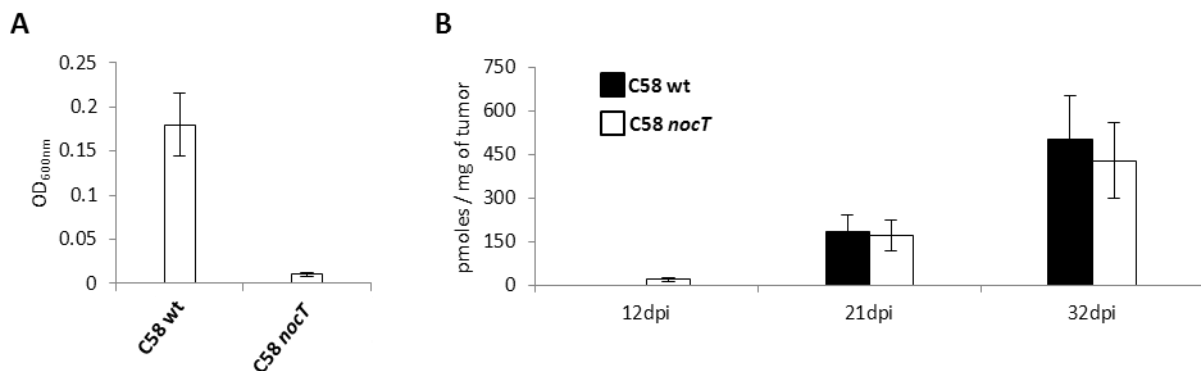 A
0.25
0.2
0.15
0.1
0.05
0
OD600nm
C58 wt
C58 nocT
B
750
600
450
300
150
0
pmoles / mg of tumor
C58 wt
C58 nocT
12dpi
21dpi
32dpi